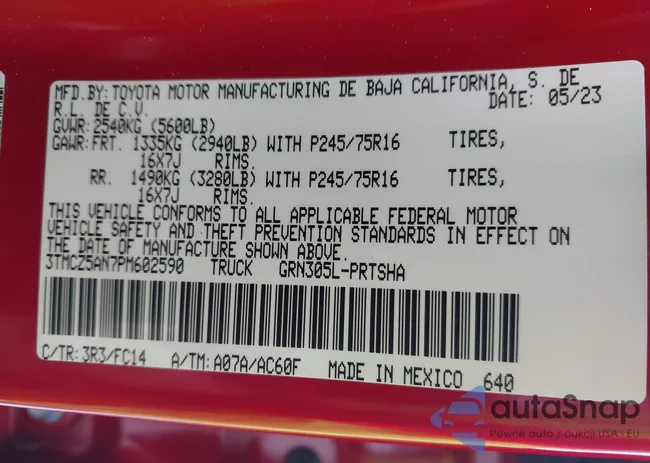 MFD.BY: TOYOTA MOTOR MANUFACTURING DE BAJA CALIFORNIA, S. DE
R.L. DE C.V. DATE: 05/23
GVWR: 2540KG (5600LB)
GAWR: FRT. 1335KG (2940LB) WITH P245/75R16 TIRES,
16X7J RIMS.
RR. 1490KG (3280LB) WITH P245/75R16 TIRES,
16X7J RIMS.
THIS VEHICLE CONFORMS TO ALL APPLICABLE FEDERAL MOTOR
VEHICLE SAFETY AND THEFT PREVENTION STANDARDS IN EFFECT ON
THE DATE OF MANUFACTURE SHOWN ABOVE.
3TMCZ5AN7PM602590 TRUCK GRN305L-PRTSHA
C/TR: 3R3/FC14 A/TM: A07A/AC60F MADE IN MEXICO 640
autaSnap
Pewne auto z aukcji USA i EU